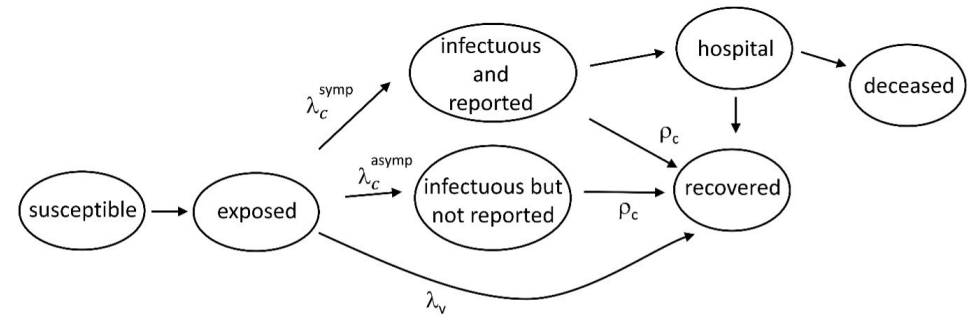 infectuous
and
reported
hospital
deceased
λ_c^symp
ρ_c
λ_c^asymp
infectuous but
not reported
ρ_c
recovered
susceptible
exposed
λ_v